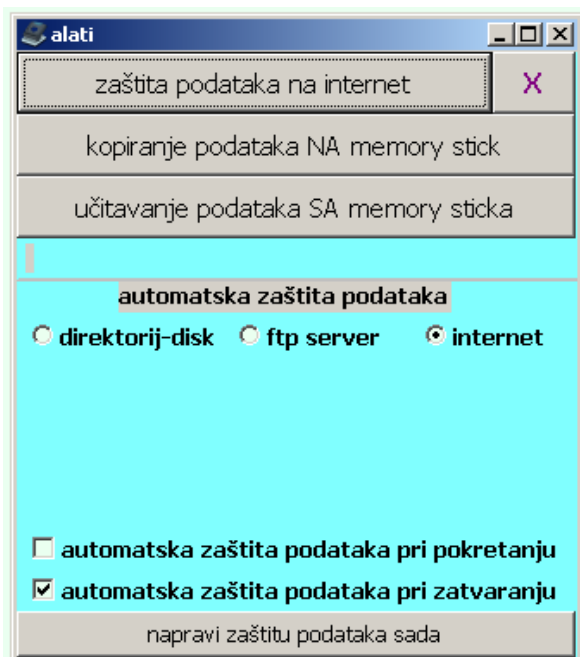 alati
zaštita podataka na internet X
kopiranje podataka NA memory stick
učitavanje podataka SA memory sticka
automatska zaštita podataka
direktorij-disk ftp server internet
automatska zaštita podataka pri pokretanju
automatska zaštita podataka pri zatvaranju
napravi zaštitu podataka sada